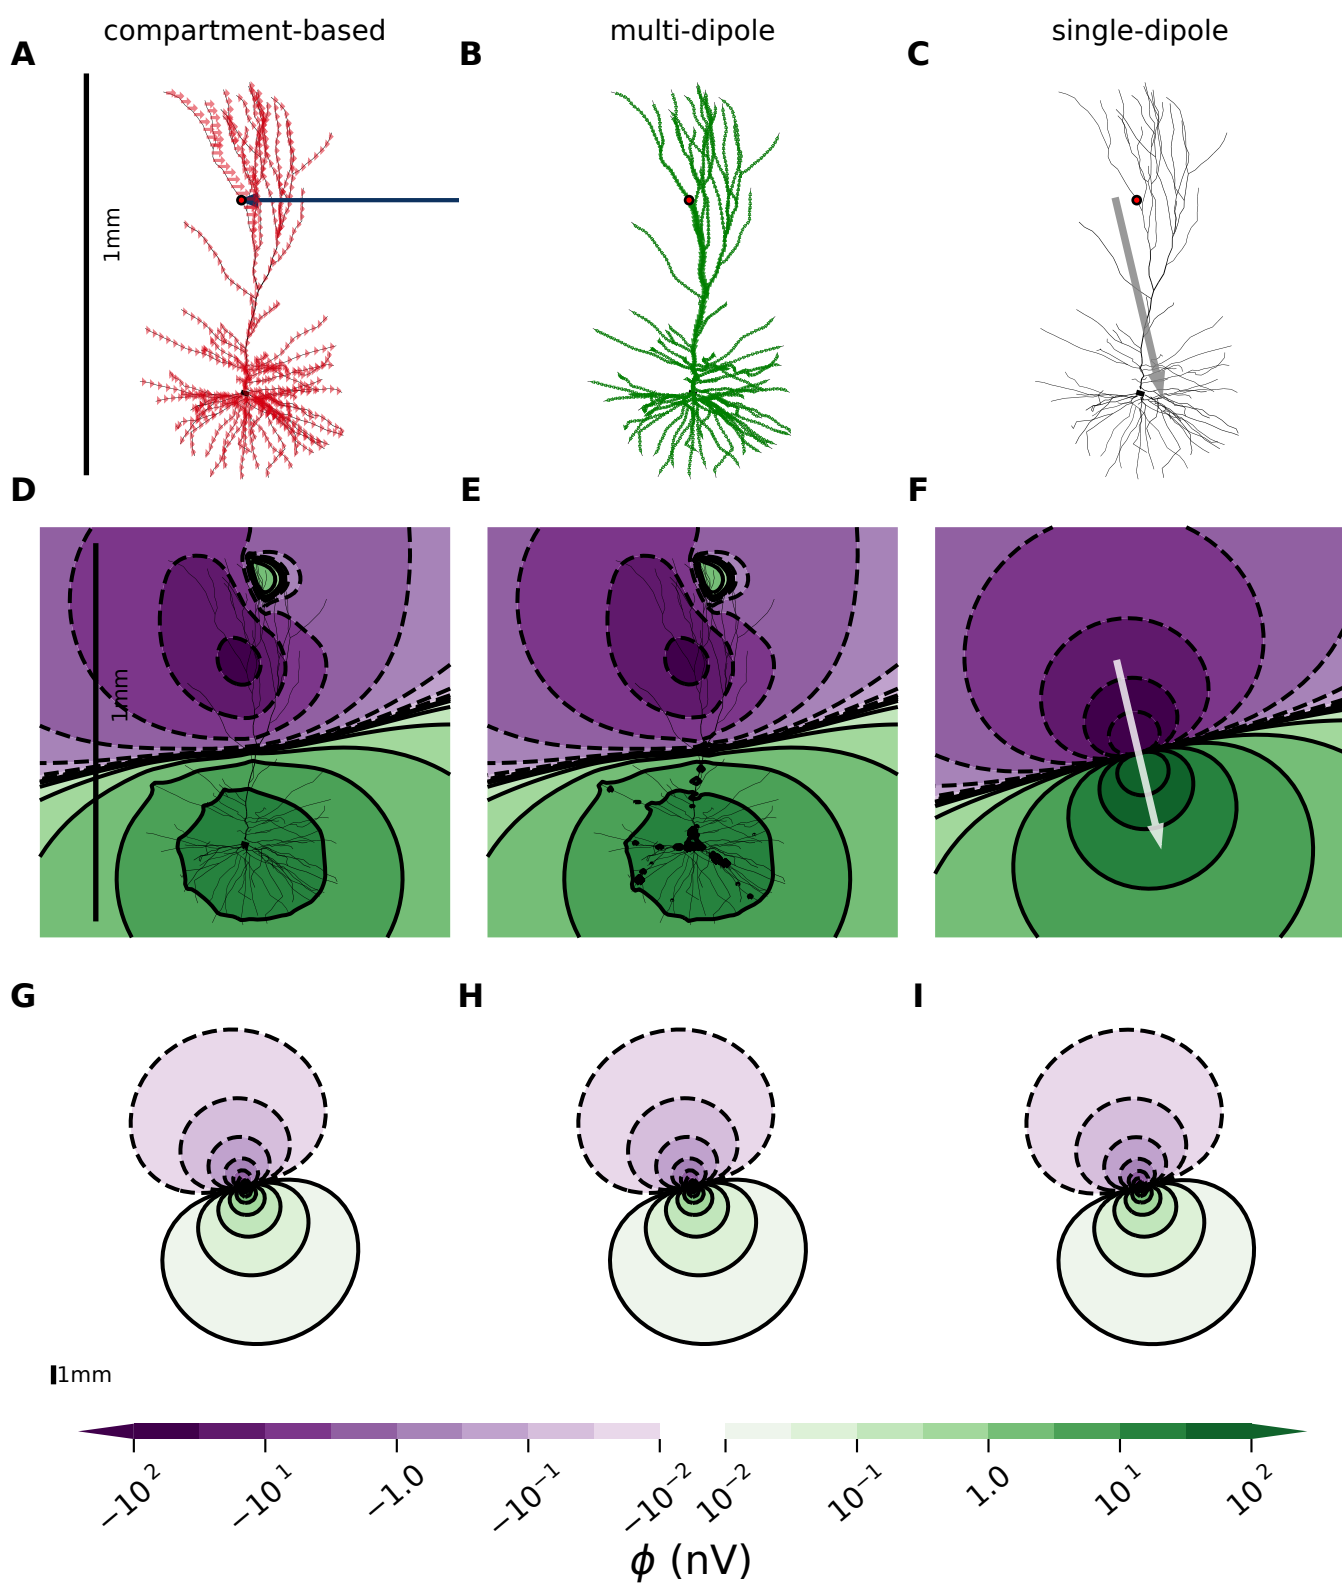 compartment-based multi-dipole single-dipole
A B C
1mm
D E F
1mm
G H I
1mm
−10² −10¹ −1.0 −10⁻¹ −10⁻² 10⁻² 10⁻¹ 1.0 10¹ 10²
ϕ (nV)